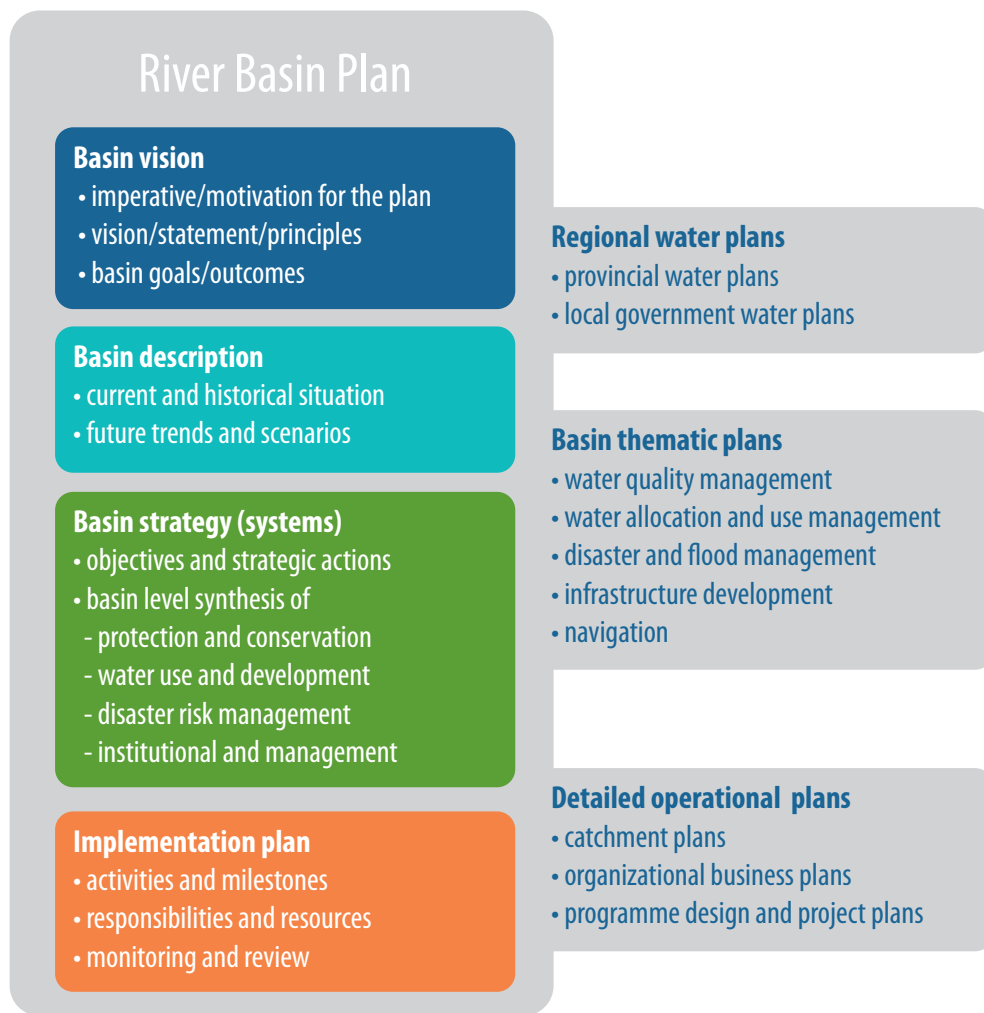 River Basin Plan
Basin vision
• imperative/motivation for the plan
• vision/statement/principles
• basin goals/outcomes
Basin description
• current and historical situation
• future trends and scenarios
Basin strategy (systems)
• objectives and strategic actions
• basin level synthesis of
- protection and conservation
- water use and development
- disaster risk management
- institutional and management
Implementation plan
• activities and milestones
• responsibilities and resources
• monitoring and review
Regional water plans
• provincial water plans
• local government water plans
Basin thematic plans
• water quality management
• water allocation and use management
• disaster and flood management
• infrastructure development
• navigation
Detailed operational plans
• catchment plans
• organizational business plans
• programme design and project plans